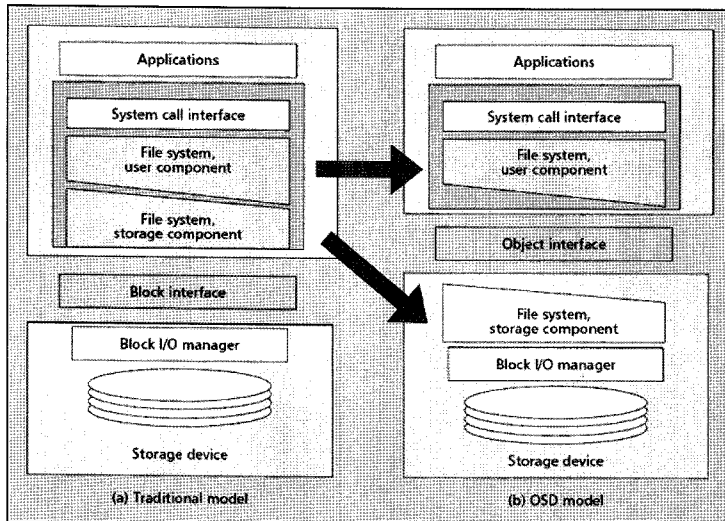 Applications
System call interface
File system,
user component
File system,
storage component
Block interface
Block I/O manager
Storage device
(a) Traditional model
Applications
System call interface
File system,
user component
Object interface
File system,
storage component
Block I/O manager
Storage device
(b) OSD model